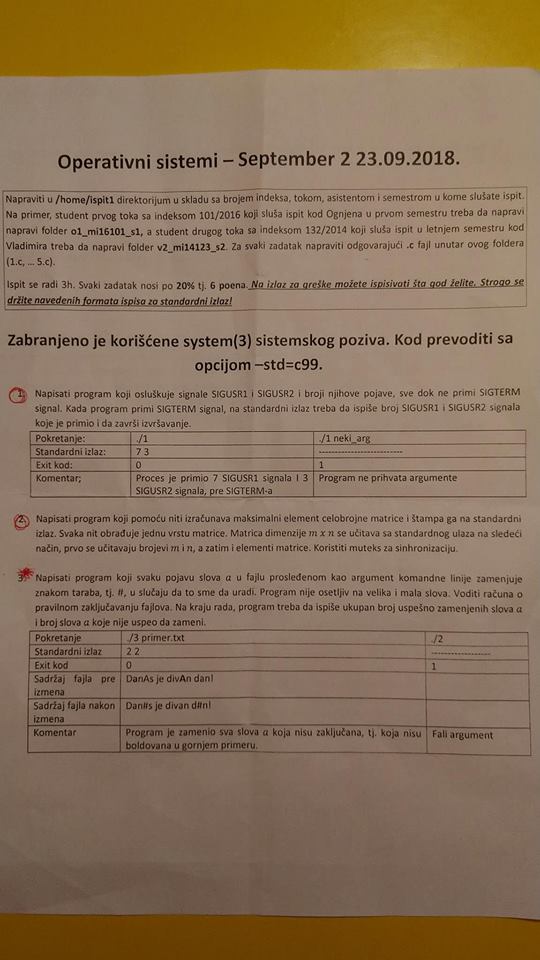 Operativni sistemi – September 2 23.09.2018.
Napraviti u /home/ispit1 direktorijum u skladu sa brojem indeksa, tokom, asistentom i semestrom u kome slušate ispit.
Na primer, student prvog toka sa indeksom 101/2016 koji sluša ispit kod Ognjena u prvom semestru treba da napravi
napravi folder o1_mi16101_s1, a student drugog toka sa indeksom 132/2014 koji sluša ispit u letnjem semestru kod
Vladimira treba da napravi folder v2_mi14123_s2. Za svaki zadatak napraviti odgovarajući .c fajl unutar ovog foldera
(1.c, ... 5.c).
Ispit se radi 3h. Svaki zadatak nosi po 20% tj. 6 poena. Na izlaz za greške možete ispisivati šta god želite. Strogo se
držite navedenih formata ispisa za standardni izlaz!
Zabranjeno je korišćene system(3) sistemskog poziva. Kod prevoditi sa
opcijom –std=c99.
1. Napisati program koji osluškuje signale SIGUSR1 i SIGUSR2 i broji njihove pojave, sve dok ne primi SIGTERM
signal. Kada program primi SIGTERM signal, na standardni izlaz treba da ispiše broj SIGUSR1 i SIGUSR2 signala
koje je primio i da završi izvršavanje.
Pokretanje: ./1 ./1 neki_arg
Standardni izlaz: 7 3 --------------------------
Exit kod: 0 1
Komentar; Proces je primio 7 SIGUSR1 signala I 3 Program ne prihvata argumente
SIGUSR2 signala, pre SIGTERM-a
2. Napisati program koji pomoću niti izračunava maksimalni element celobrojne matrice i štampa ga na standardni
izlaz. Svaka nit obrađuje jednu vrstu matrice. Matrica dimenzije m x n se učitava sa standardnog ulaza na sledeći
način, prvo se učitavaju brojevi m i n, a zatim i elementi matrice. Koristiti muteks za sinhronizaciju.
3. Napisati program koji svaku pojavu slova a u fajlu prosleđenom kao argument komandne linije zamenjuje
znakom taraba, tj. #, u slučaju da to sme da uradi. Program nije osetljiv na velika i mala slova. Voditi računa o
pravilnom zaključavanju fajlova. Na kraju rada, program treba da ispiše ukupan broj uspešno zamenjenih slova a
i broj slova a koje nije uspeo da zameni.
Pokretanje ./3 primer.txt ./2
Standardni izlaz 2 2 -------------------
Exit kod 0 1
Sadržaj fajla pre DanAs je divAn dan!
izmena
Sadržaj fajla nakon Dan#s je divan d#n!
izmena
Komentar Program je zamenio sva slova a koja nisu zaključana, tj. koja nisu Fali argument
boldovana u gornjem primeru.